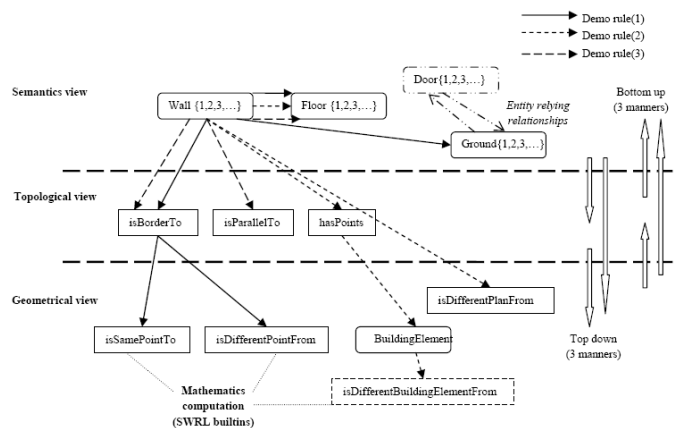 Demo rule(1)
Demo rule(2)
Demo rule(3)
Semantics view
Wall {1,2,3,…}
Floor {1,2,3,…}
Door{1,2,3,…}
Entity relying
relationships
Ground{1,2,3,…}
Bottom up
(3 manners)
Topological view
isBorderTo
isParallelTo
hasPoints
Geometrical view
isDifferentPlanFrom
isSamePointTo
isDifferentPointFrom
BuildingElement
Top down
(3 manners)
Mathematics
computation
(SWRL builtins)
isDifferentBuildingElementFrom